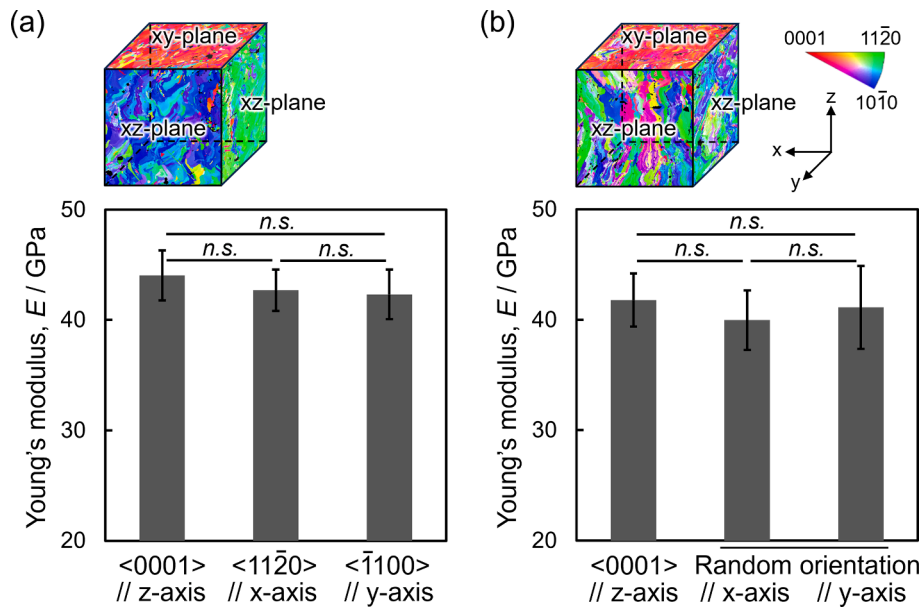 (a)
xy-plane
xz-plane
xz-plane
(b)
xy-plane
xz-plane
xz-plane
0001
11̅20
101̅0
z
x
y
Young's modulus, E / GPa
50
40
30
20
n.s.
n.s.
n.s.
<0001>
// z-axis
<112̅0>
// x-axis
<1̅100>
// y-axis
Young's modulus, E / GPa
50
40
30
20
n.s.
n.s.
n.s.
<0001>
// z-axis
Random orientation
// x-axis
// y-axis